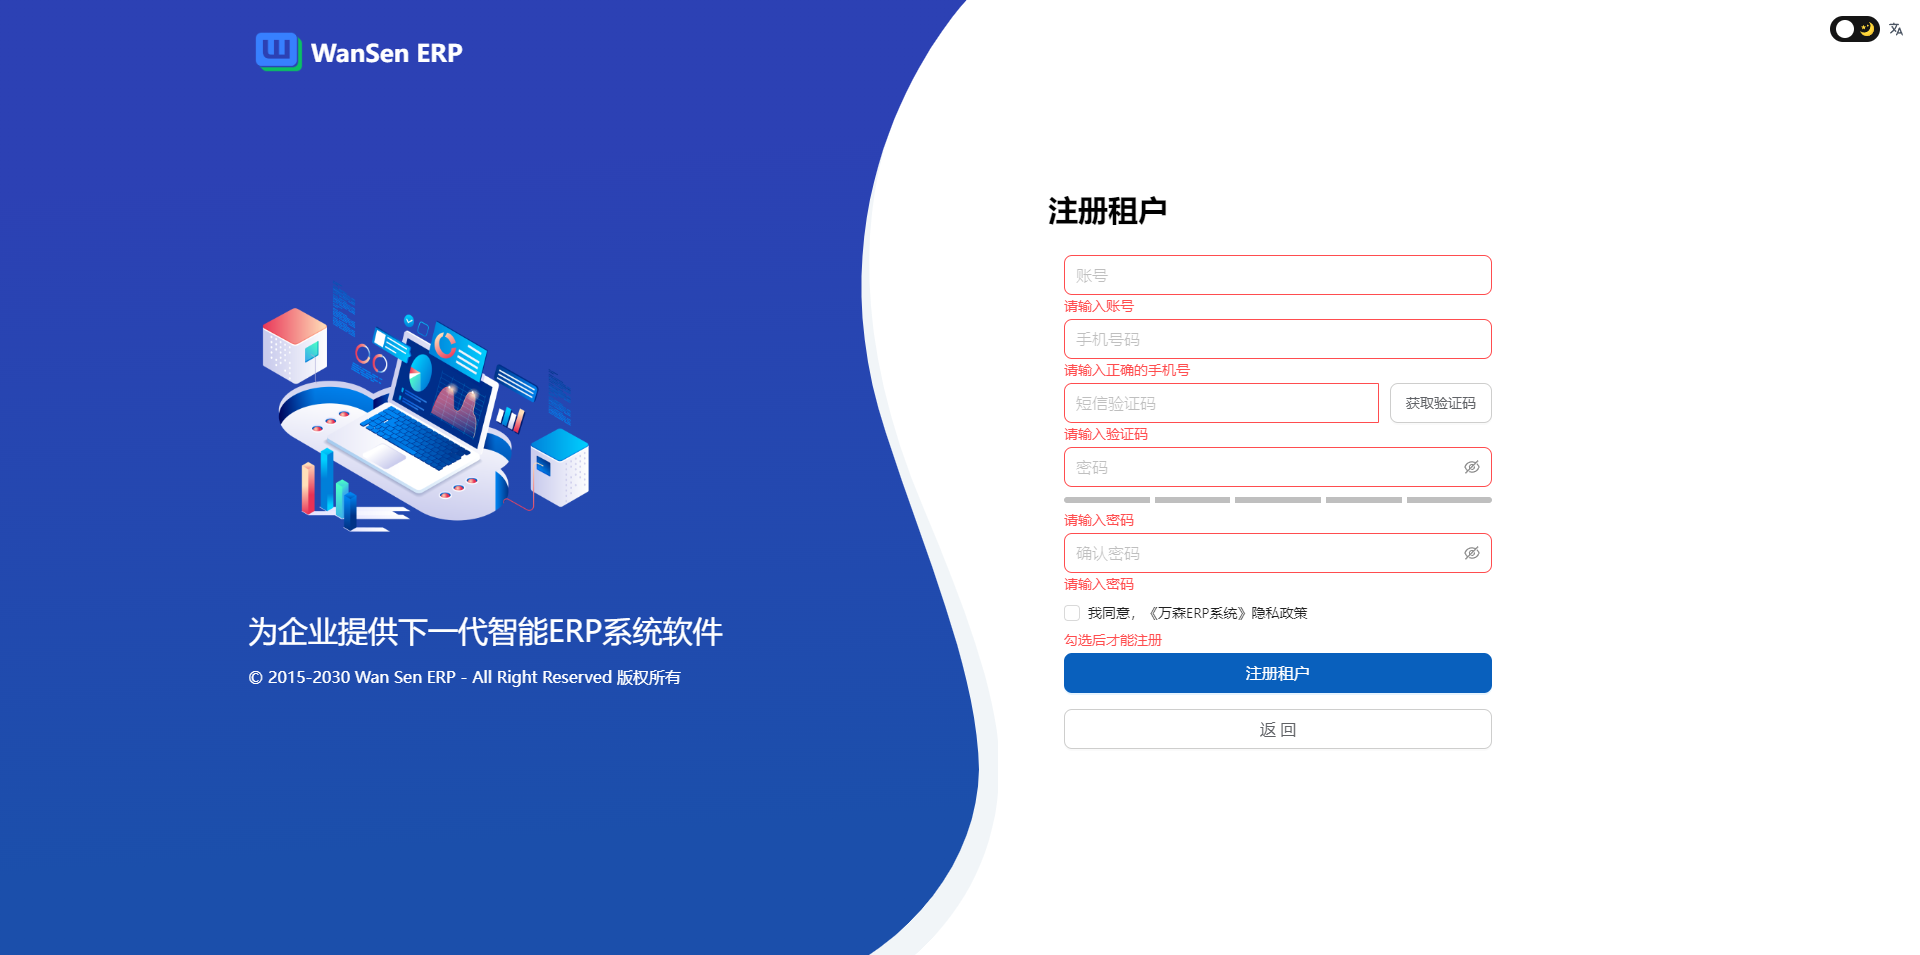 WanSen ERP
为企业提供下一代智能ERP系统软件
© 2015-2030 Wan Sen ERP - All Right Reserved 版权所有
注册租户
账号
请输入账号
手机号码
请输入正确的手机号
短信验证码
获取验证码
请输入验证码
密码
请输入密码
确认密码
请输入密码
我同意，《万森ERP系统》隐私政策
勾选后才能注册
注册租户
返 回